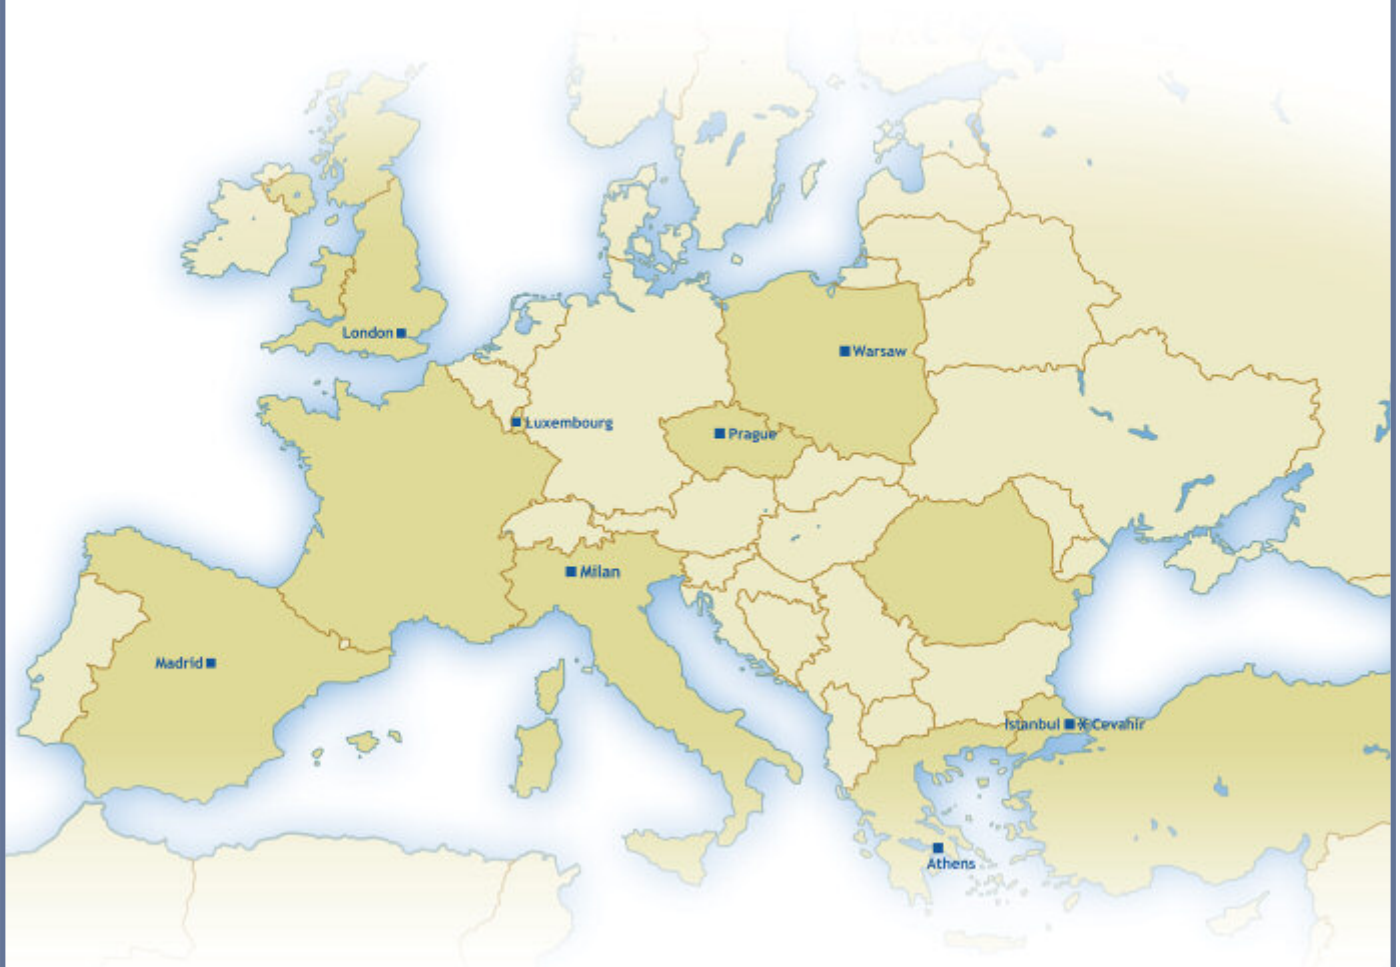 London
Warsaw
Luxembourg
Prague
Milan
Madrid
Istanbul
Cevahir
Athens